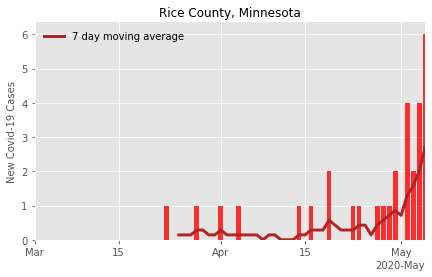 Rice County, Minnesota
7 day moving average
New Covid-19 Cases
6
5
4
3
2
1
0
Mar
15
Apr
15
May
2020-May